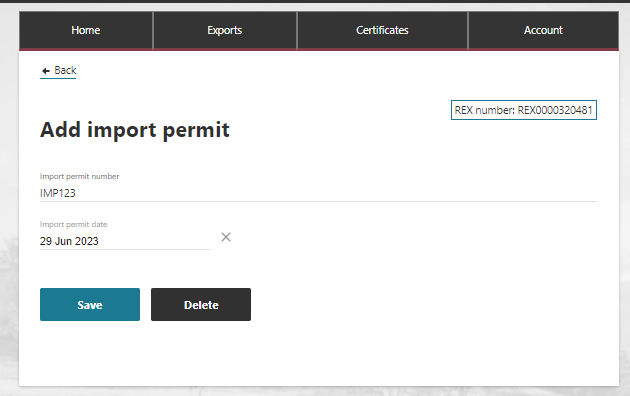 Home Exports Certificates Account
Back
REX number: REX0000320481
Add import permit
Import permit number
IMP123
Import permit date
29 Jun 2023
Save Delete